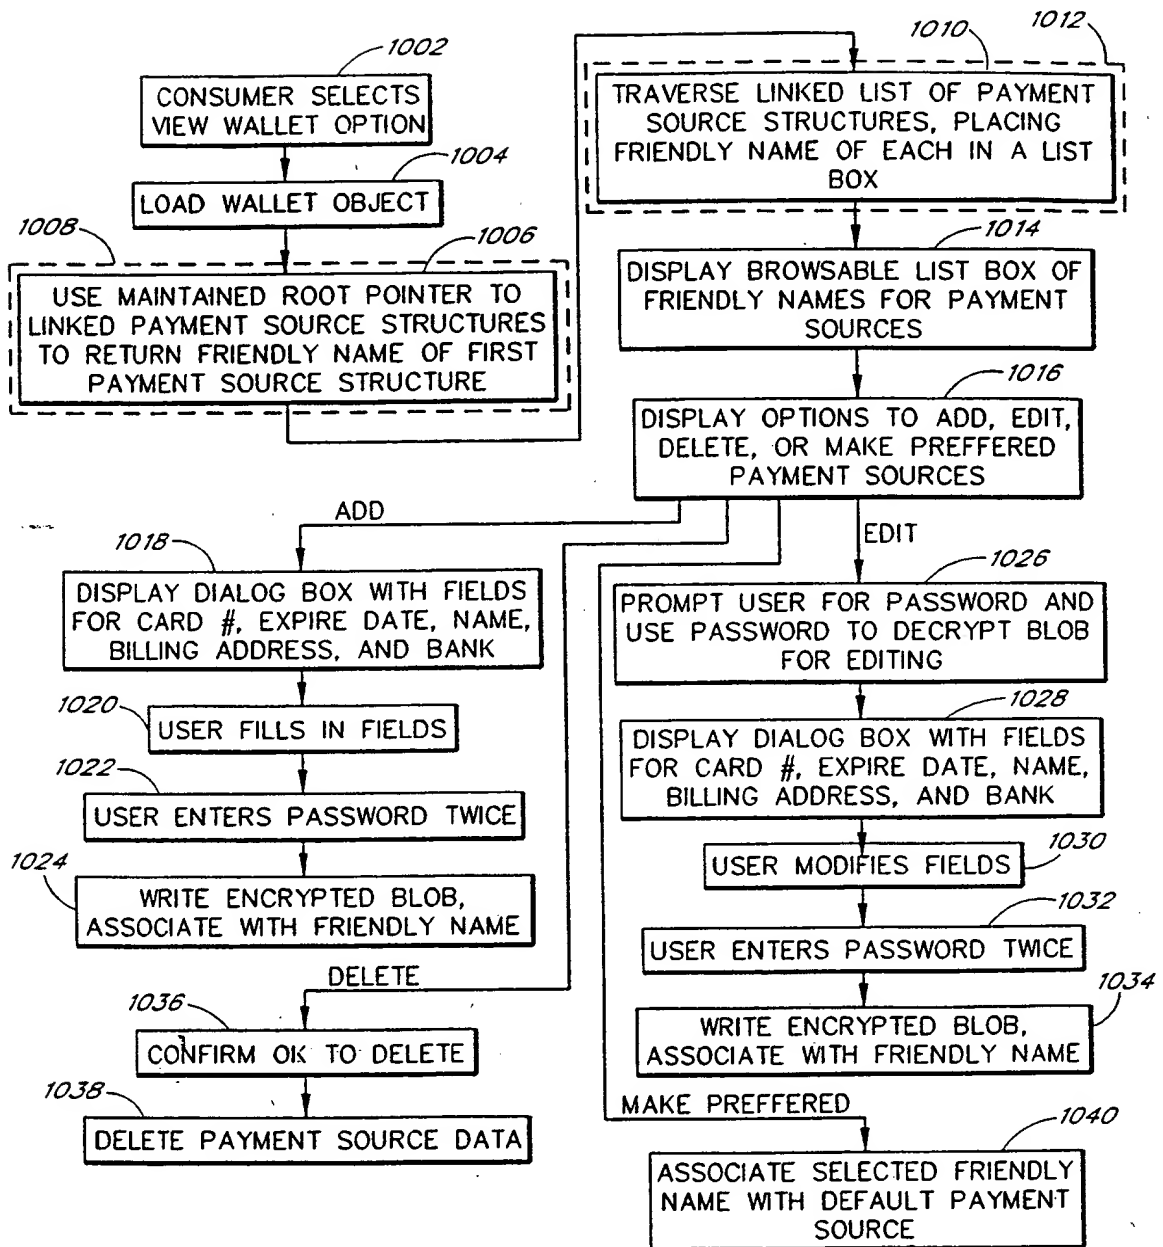 1002
CONSUMER SELECTS
VIEW WALLET OPTION
1004
LOAD WALLET OBJECT
1008
1006
USE MAINTAINED ROOT POINTER TO
LINKED PAYMENT SOURCE STRUCTURES
TO RETURN FRIENDLY NAME OF FIRST
PAYMENT SOURCE STRUCTURE
1010
1012
TRAVERSE LINKED LIST OF PAYMENT
SOURCE STRUCTURES, PLACING
FRIENDLY NAME OF EACH IN A LIST
BOX
1014
DISPLAY BROWSABLE LIST BOX OF
FRIENDLY NAMES FOR PAYMENT
SOURCES
1016
DISPLAY OPTIONS TO ADD, EDIT,
DELETE, OR MAKE PREFFERED
PAYMENT SOURCES
ADD
1018
DISPLAY DIALOG BOX WITH FIELDS
FOR CARD #, EXPIRE DATE, NAME,
BILLING ADDRESS, AND BANK
1020
USER FILLS IN FIELDS
1022
USER ENTERS PASSWORD TWICE
1024
WRITE ENCRYPTED BLOB,
ASSOCIATE WITH FRIENDLY NAME
EDIT
1026
PROMPT USER FOR PASSWORD AND
USE PASSWORD TO DECRYPT BLOB
FOR EDITING
1028
DISPLAY DIALOG BOX WITH FIELDS
FOR CARD #, EXPIRE DATE, NAME,
BILLING ADDRESS, AND BANK
1030
USER MODIFIES FIELDS
1032
USER ENTERS PASSWORD TWICE
1034
WRITE ENCRYPTED BLOB,
ASSOCIATE WITH FRIENDLY NAME
DELETE
1036
CONFIRM OK TO DELETE
1038
DELETE PAYMENT SOURCE DATA
MAKE PREFFERED
1040
ASSOCIATE SELECTED FRIENDLY
NAME WITH DEFAULT PAYMENT
SOURCE